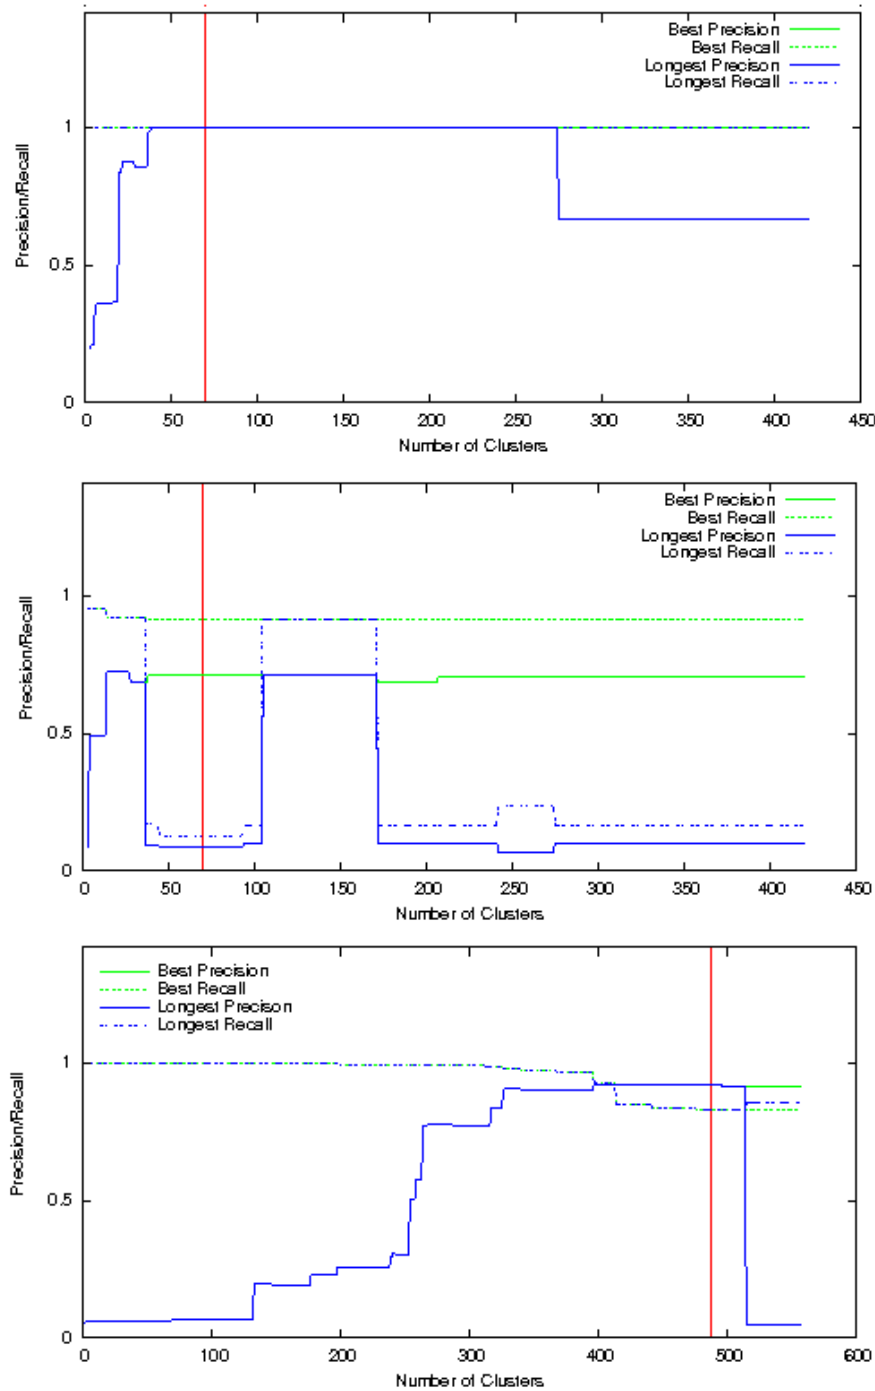 Best Precision
Best Recall
Longest Precison
Longest Recall
1
0.5
0
Precision/Recall
0 50 100 150 200 250 300 350 400 450
Number of Clusters
Best Precision
Best Recall
Longest Precison
Longest Recall
1
0.5
0
Precision/Recall
0 50 100 150 200 250 300 350 400 450
Number of Clusters
Best Precision
Best Recall
Longest Precison
Longest Recall
1
0.5
0
Precision/Recall
0 100 200 300 400 500 600
Number of Clusters